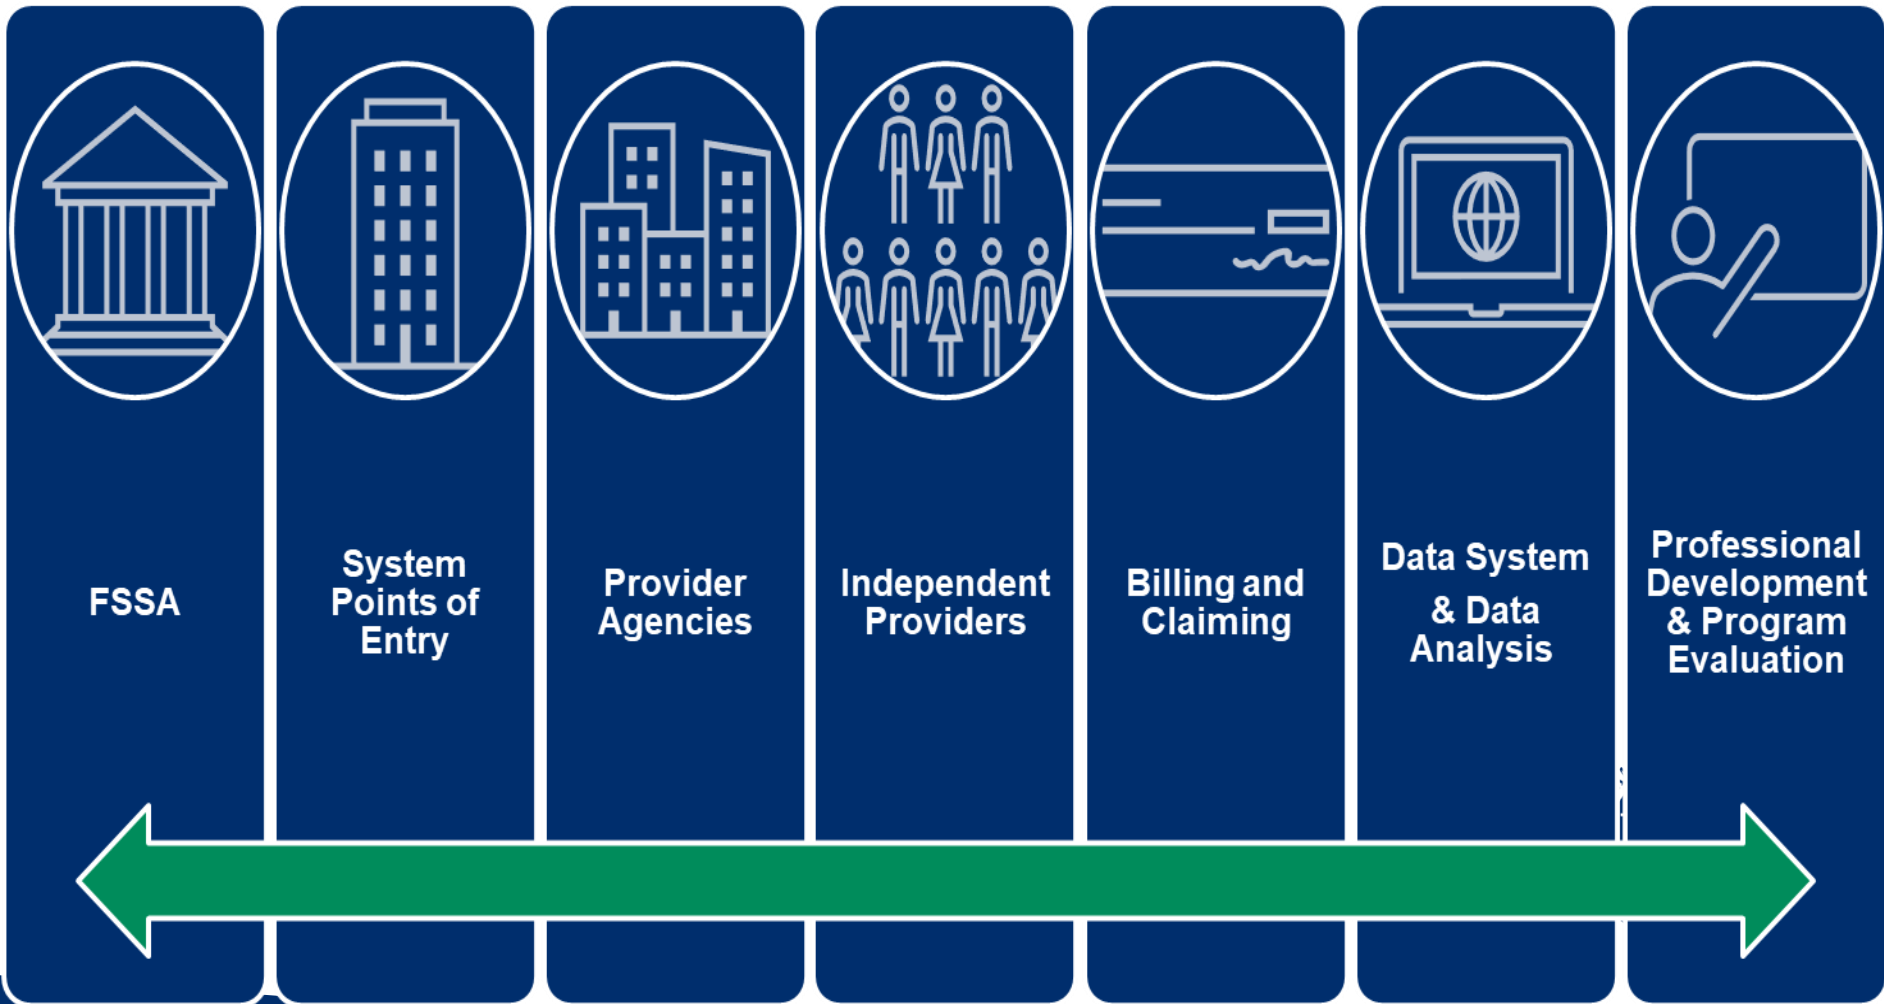 FSSA
System
Points of
Entry
Provider
Agencies
Independent
Providers
Billing and
Claiming
Data System
& Data
Analysis
Professional
Development
& Program
Evaluation